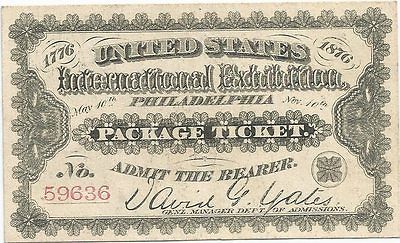 1776 UNITED STATES 1876
International Exhibition.
May 10th PHILADELPHIA Nov. 10th
PACKAGE TICKET.
No. ADMIT THE BEARER.
59636 David G. Yates
GENL. MANAGER DEPT. OF ADMISSIONS.